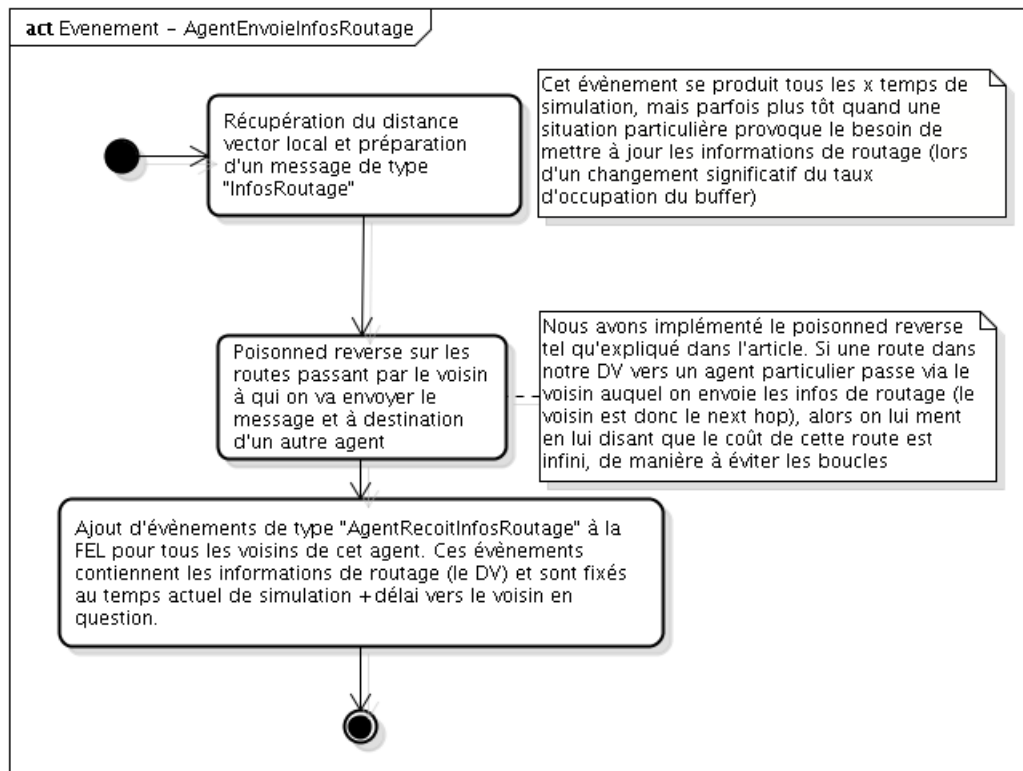 act Evenement – AgentEnvoieInfosRoutage
Récupération du distance
vector local et préparation
d'un message de type
"InfosRoutage"
Cet évènement se produit tous les x temps de
simulation, mais parfois plus tôt quand une
situation particulière provoque le besoin de
mettre à jour les informations de routage (lors
d'un changement significatif du taux
d'occupation du buffer)
Poisonned reverse sur les
routes passant par le voisin
à qui on va envoyer le
message et à destination
d'un autre agent
Nous avons implémenté le poisonned reverse
tel qu'expliqué dans l'article. Si une route dans
notre DV vers un agent particulier passe via le
voisin auquel on envoie les infos de routage (le
voisin est donc le next hop), alors on lui ment
en lui disant que le coût de cette route est
infini, de manière à éviter les boucles
Ajout d'évènements de type "AgentRecoitInfosRoutage" à la
FEL pour tous les voisins de cet agent. Ces évènements
contiennent les informations de routage (le DV) et sont fixés
au temps actuel de simulation +délai vers le voisin en
question.